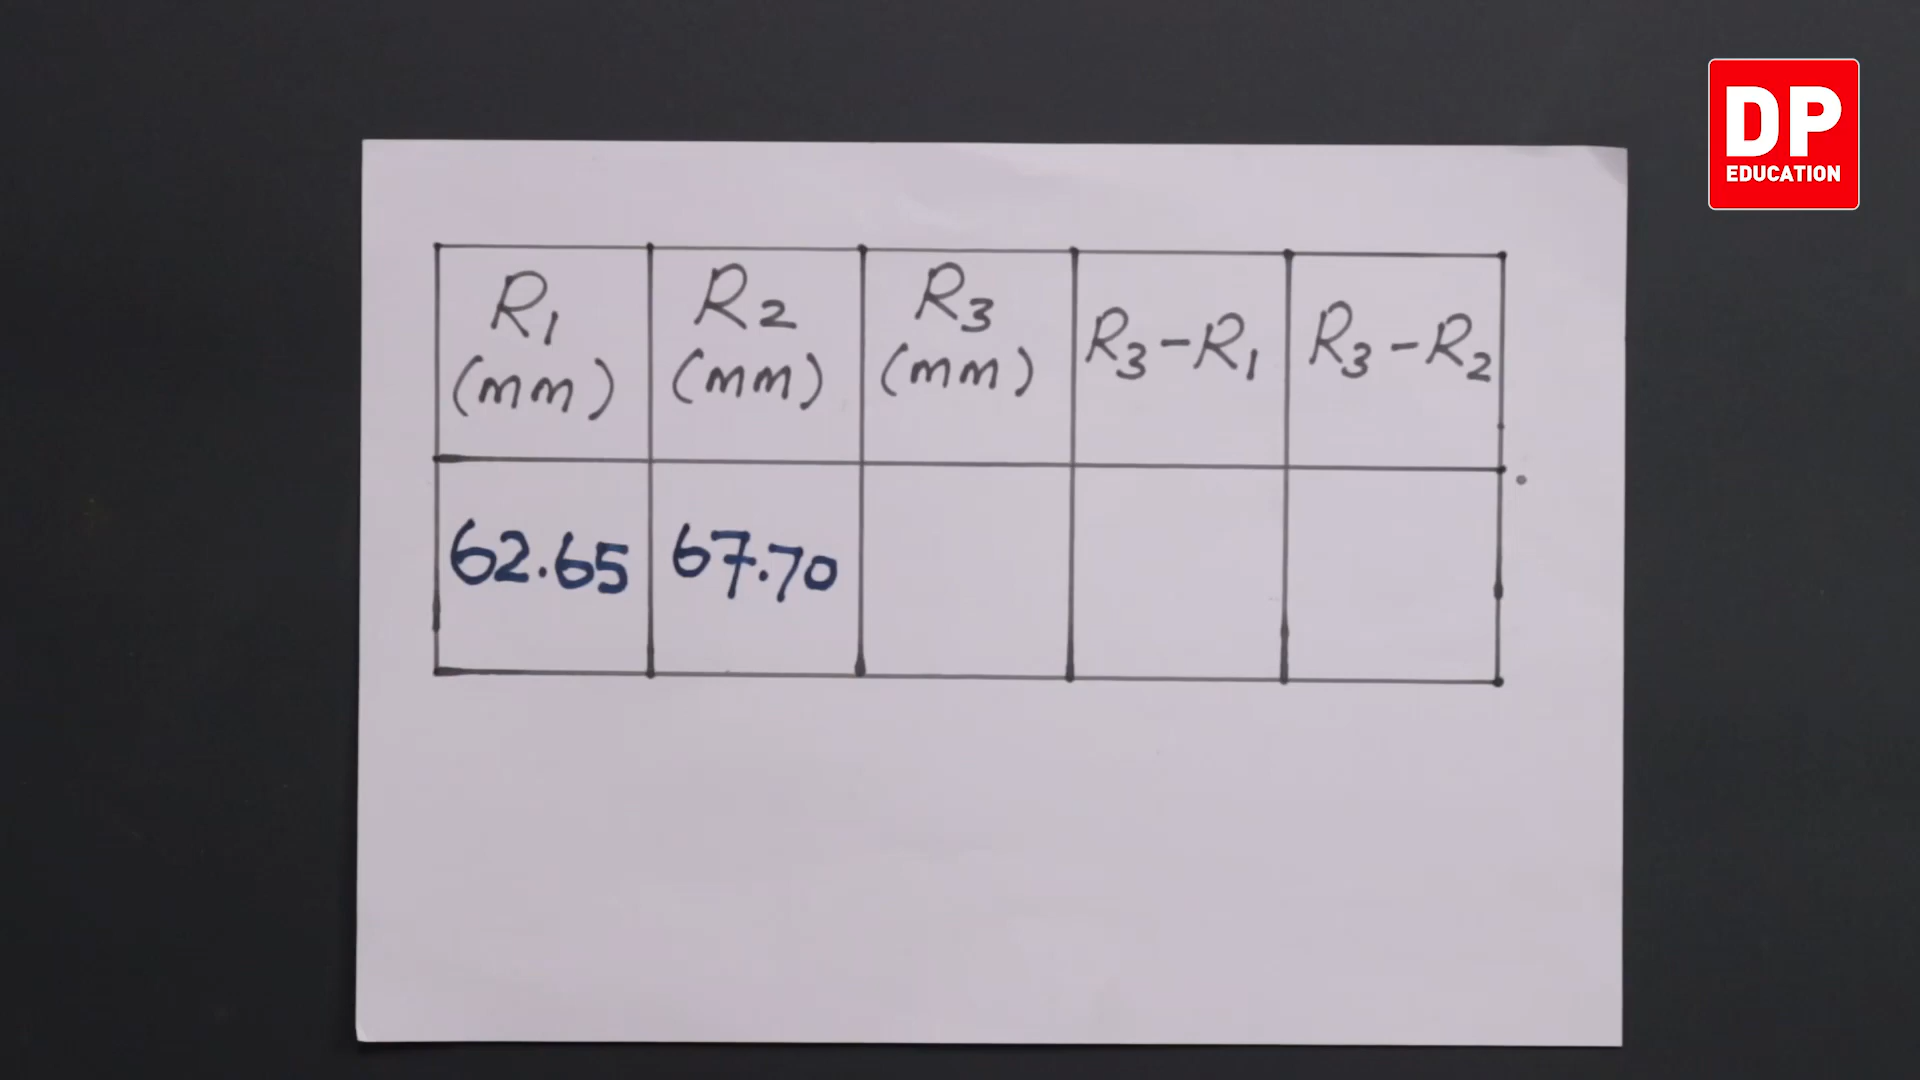 DP
EDUCATION
R1 R2 R3 R3-R1 R3-R2
(mm) (mm) (mm)
62.65 67.70